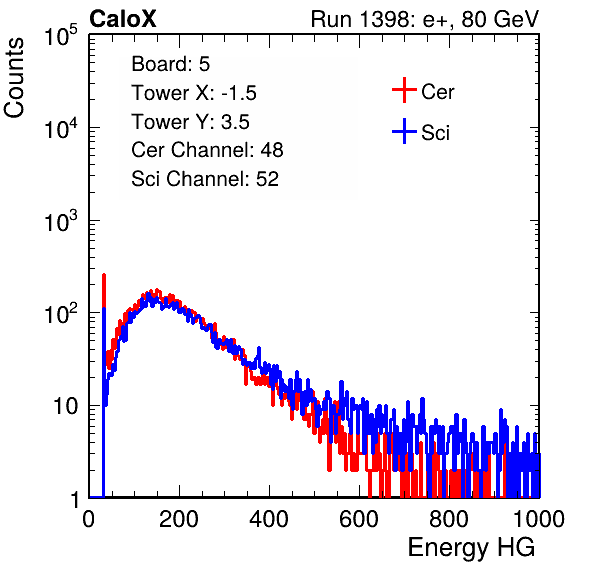 CaloX Run 1398: e+, 80 GeV
Counts
Board: 5
Tower X: -1.5
Tower Y: 3.5
Cer Channel: 48
Sci Channel: 52
Cer
Sci
10^5
10^4
10^3
10^2
10
1
0 200 400 600 800 1000
Energy HG